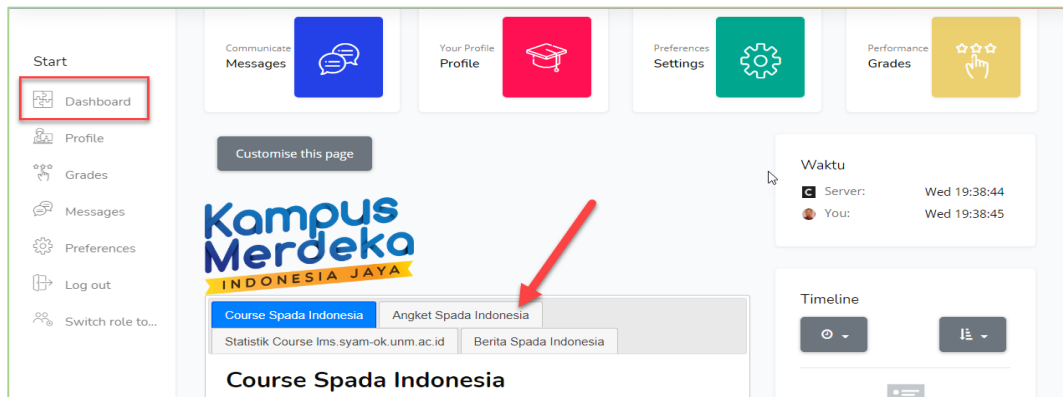 Start
Dashboard
Profile
Grades
Messages
Preferences
Log out
Switch role to...
Communicate
Messages
Your Profile
Profile
Preferences
Settings
Performance
Grades
Customise this page
Kampus
Merdeka
INDONESIA JAYA
Course Spada Indonesia
Angket Spada Indonesia
Statistik Course lms.syam-ok.unm.ac.id
Berita Spada Indonesia
Course Spada Indonesia
Waktu
Server: Wed 19:38:44
You: Wed 19:38:45
Timeline